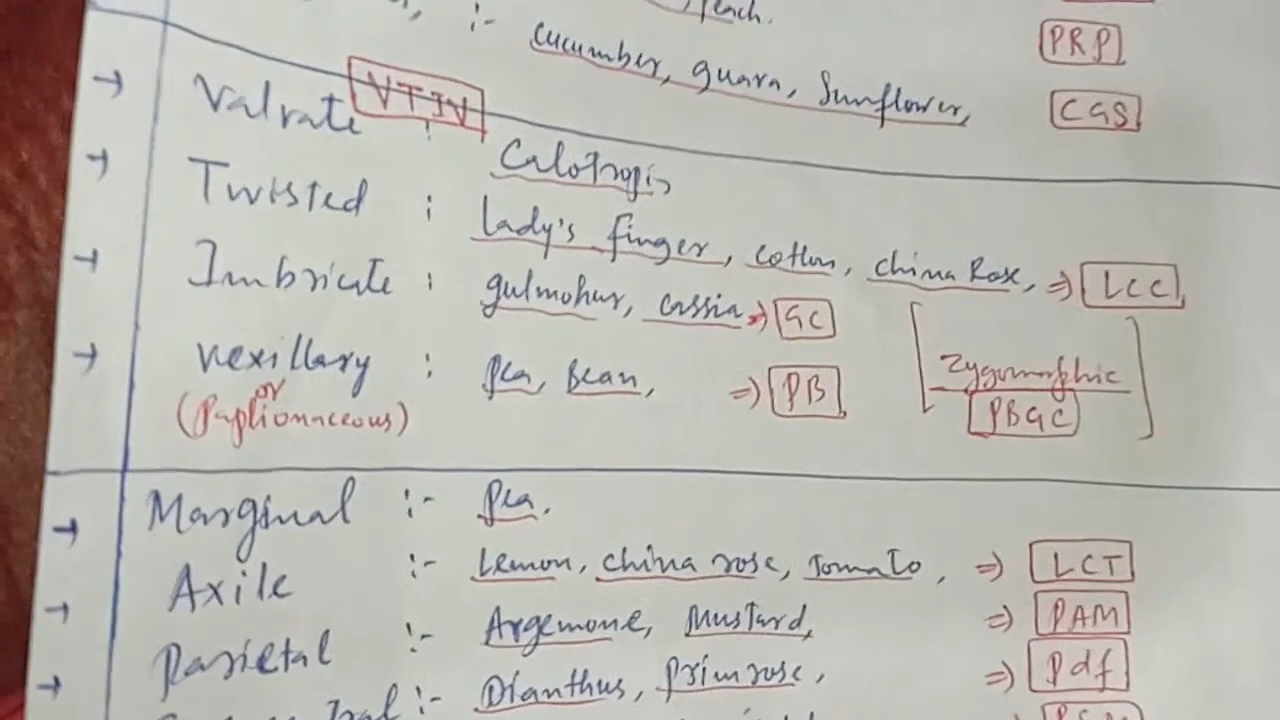 Peach.
PRP
:- Cucumber, guava, Sunflower, CGS
→ Valvate : VTIV Calotropis
→ Twisted : lady's finger, cotton, china Rose, ⇒ LCC
→ Imbricate : gulmohur, cassia ⇒ GC
→ vexillary : pea, Bean, ⇒ PB
or
(Paplionaceous)
[Zygomorphic
PBGC]
→ Marginal :- pea.
→ Axile :- Lemon, china rose, Tomato, ⇒ LCT
→ Parietal :- Argemone, Mustard, ⇒ PAM
→ :- Dianthus, primrose, ⇒ Pdf